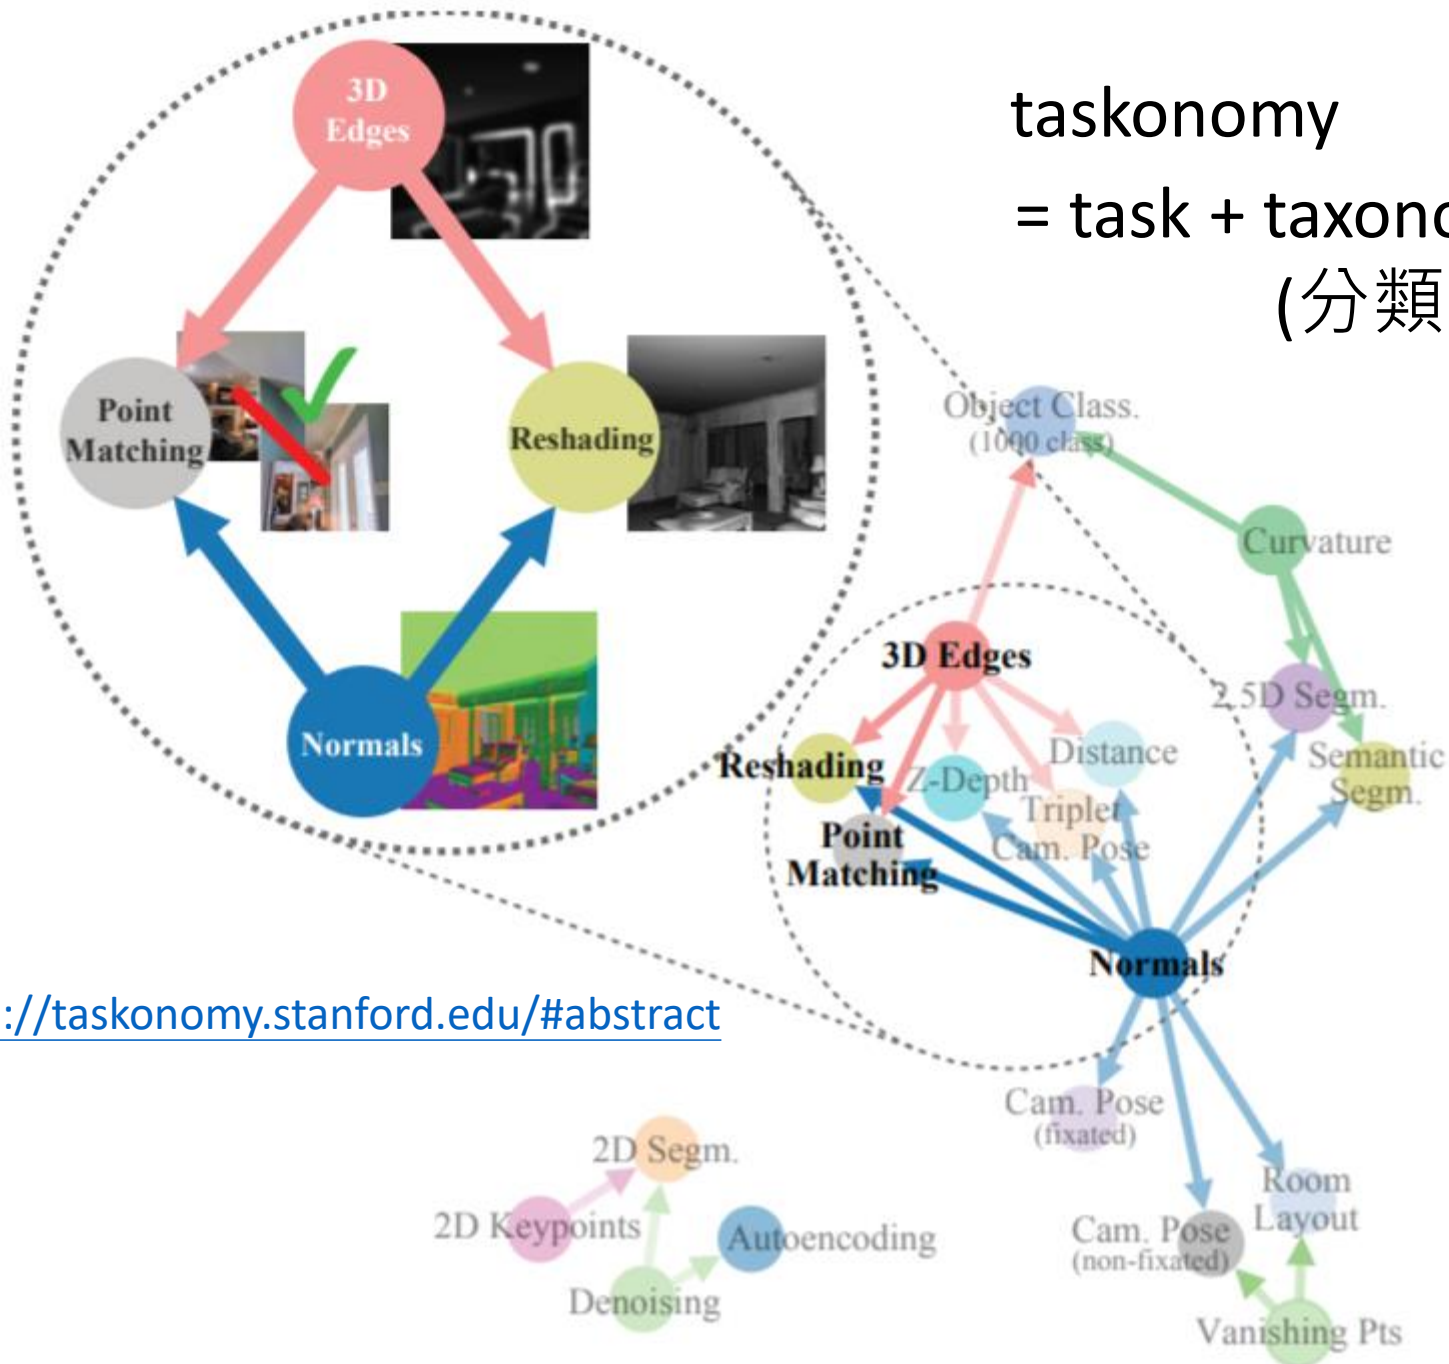 taskonomy
= task + taxono
(分類
3D
Edges
Point
Matching
Reshading
Normals
Object Class.
(1000 class)
Curvature
3D Edges
2.5D Segm.
Semantic
Segm.
Reshading
Z-Depth
Distance
Triplet
Cam. Pose
Point
Matching
Normals
://taskonomy.stanford.edu/#abstract
Cam. Pose
(fixated)
2D Segm.
2D Keypoints
Autoencoding
Denoising
Room
Layout
Cam. Pose
(non-fixated)
Vanishing Pts